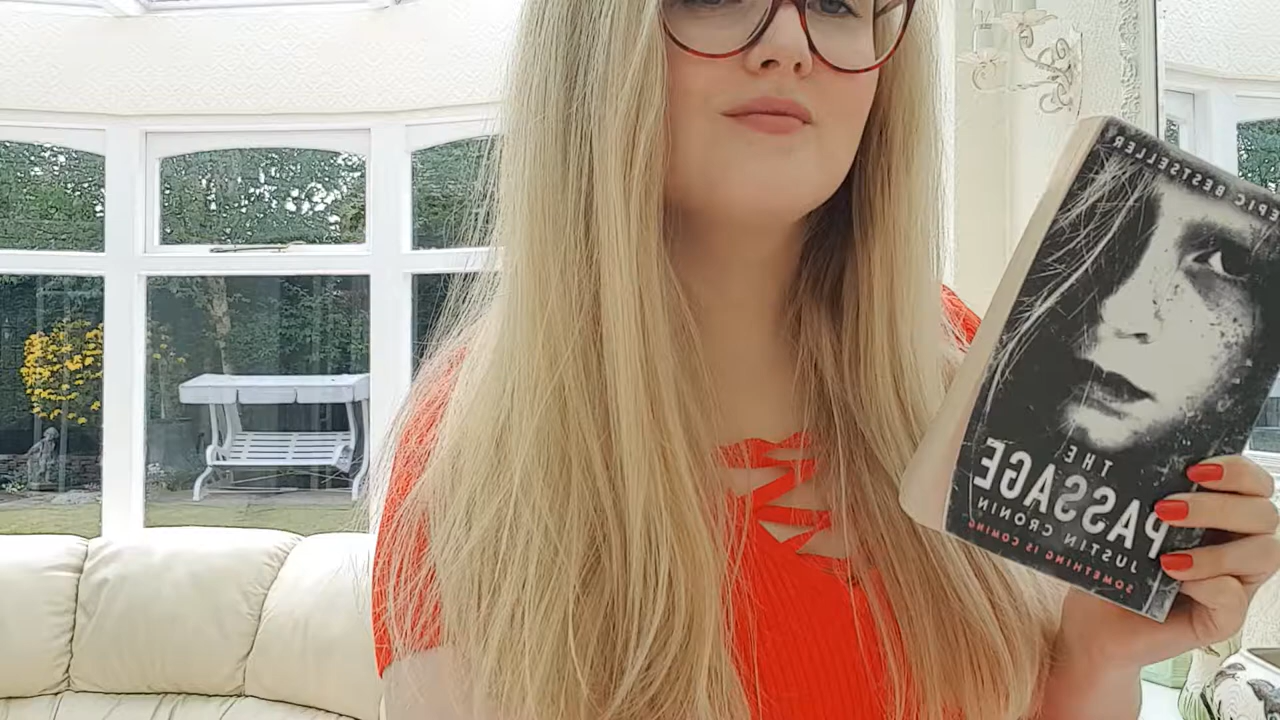 EPIC BESTSELLER
THE
PASSAGE
JUSTIN CRONIN
SOMETHING IS COMING